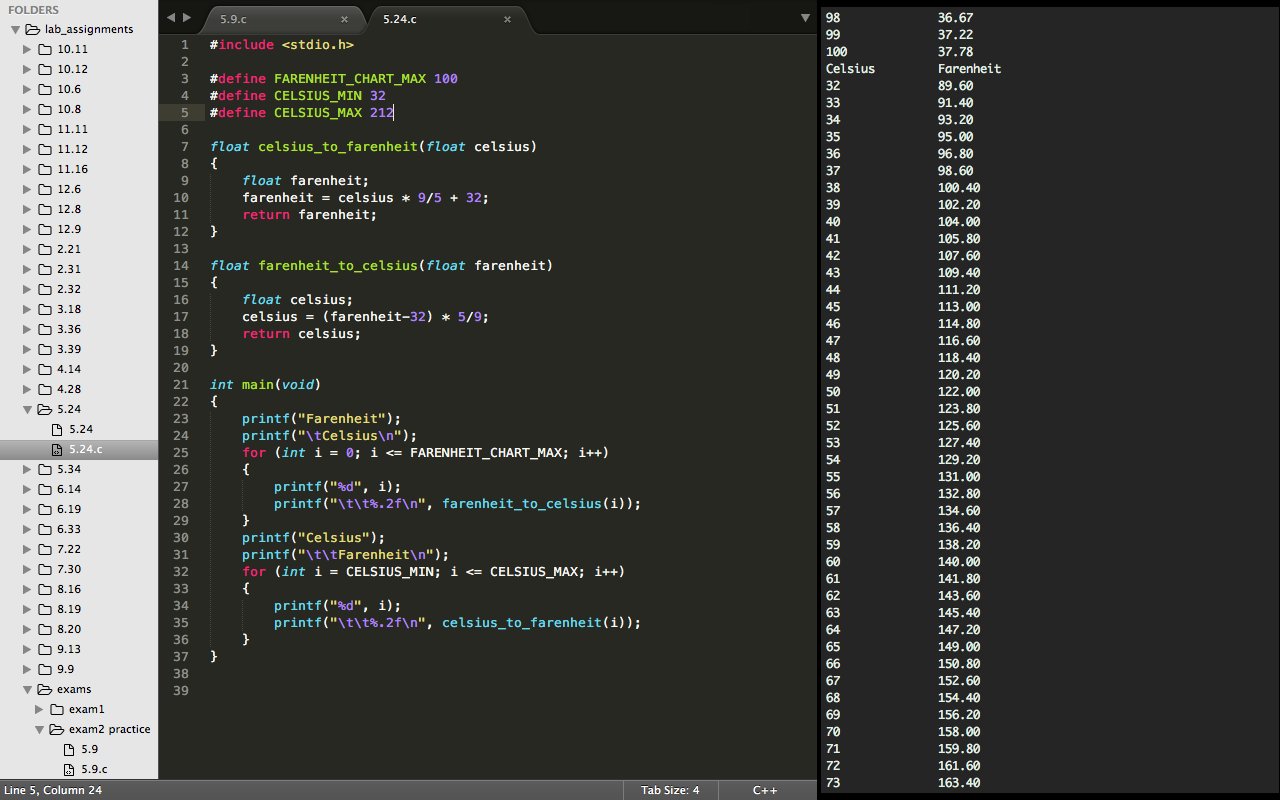 FOLDERS
lab_assignments
10.11
10.12
10.6
10.8
11.11
11.12
11.16
12.6
12.8
12.9
2.21
2.31
2.32
3.18
3.36
3.39
4.14
4.28
5.24
5.24
5.24.c
5.34
6.14
6.19
6.33
7.22
7.30
8.16
8.19
8.20
9.13
9.9
exams
exam1
exam2 practice
5.9
5.9.c
5.9.c
5.24.c
1 #include <stdio.h>
2
3 #define FARENHEIT_CHART_MAX 100
4 #define CELSIUS_MIN 32
5 #define CELSIUS_MAX 212
6
7 float celsius_to_farenheit(float celsius)
8 {
9     float farenheit;
10     farenheit = celsius * 9/5 + 32;
11     return farenheit;
12 }
13
14 float farenheit_to_celsius(float farenheit)
15 {
16     float celsius;
17     celsius = (farenheit-32) * 5/9;
18     return celsius;
19 }
20
21 int main(void)
22 {
23     printf("Farenheit");
24     printf("\tCelsius\n");
25     for (int i = 0; i <= FARENHEIT_CHART_MAX; i++)
26     {
27         printf("%d", i);
28         printf("\t\t%.2f\n", farenheit_to_celsius(i));
29     }
30     printf("Celsius");
31     printf("\t\tFarenheit\n");
32     for (int i = CELSIUS_MIN; i <= CELSIUS_MAX; i++)
33     {
34         printf("%d", i);
35         printf("\t\t%.2f\n", celsius_to_farenheit(i));
36     }
37 }
38
39
98 36.67
99 37.22
100 37.78
Celsius Farenheit
32 89.60
33 91.40
34 93.20
35 95.00
36 96.80
37 98.60
38 100.40
39 102.20
40 104.00
41 105.80
42 107.60
43 109.40
44 111.20
45 113.00
46 114.80
47 116.60
48 118.40
49 120.20
50 122.00
51 123.80
52 125.60
53 127.40
54 129.20
55 131.00
56 132.80
57 134.60
58 136.40
59 138.20
60 140.00
61 141.80
62 143.60
63 145.40
64 147.20
65 149.00
66 150.80
67 152.60
68 154.40
69 156.20
70 158.00
71 159.80
72 161.60
73 163.40
Line 5, Column 24
Tab Size: 4
C++